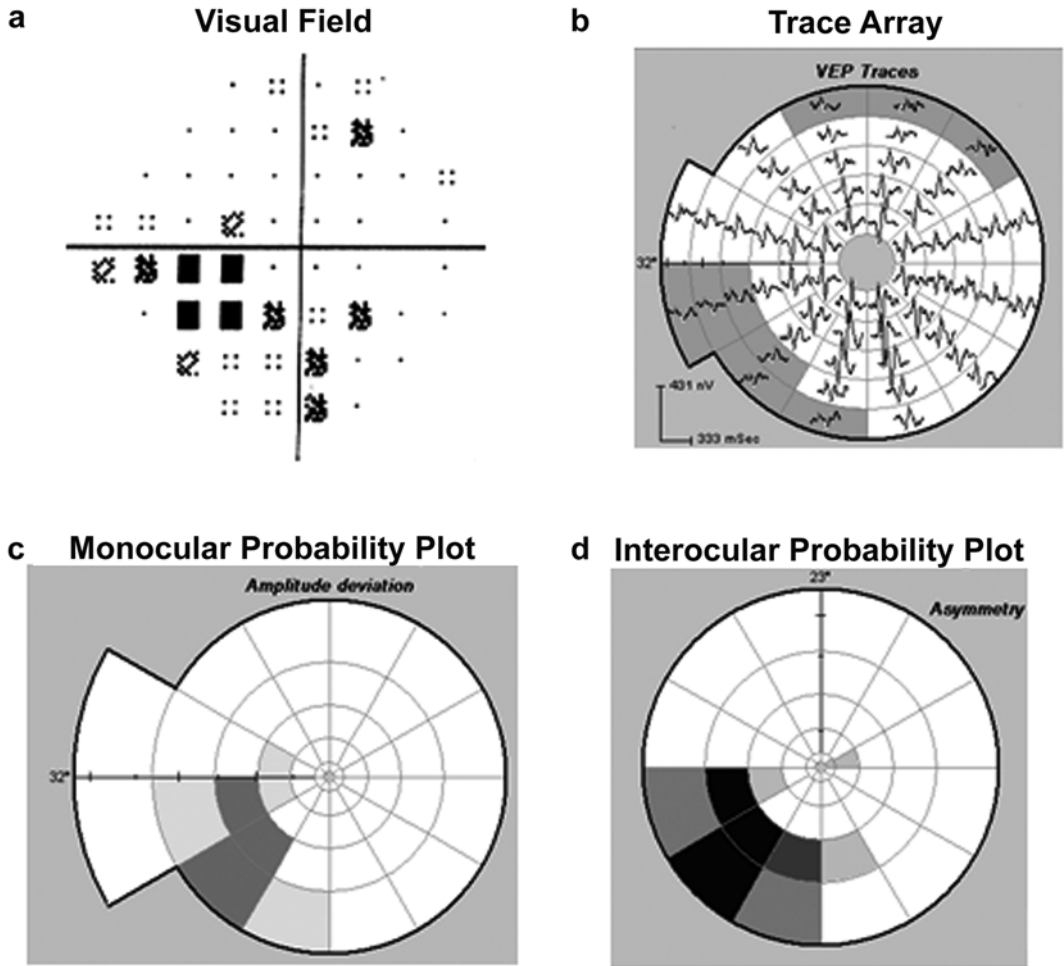 a Visual Field
b Trace Array
VEP Traces
32°
431 nV
333 mSec
c Monocular Probability Plot
Amplitude deviation
32°
d Interocular Probability Plot
23°
Asymmetry